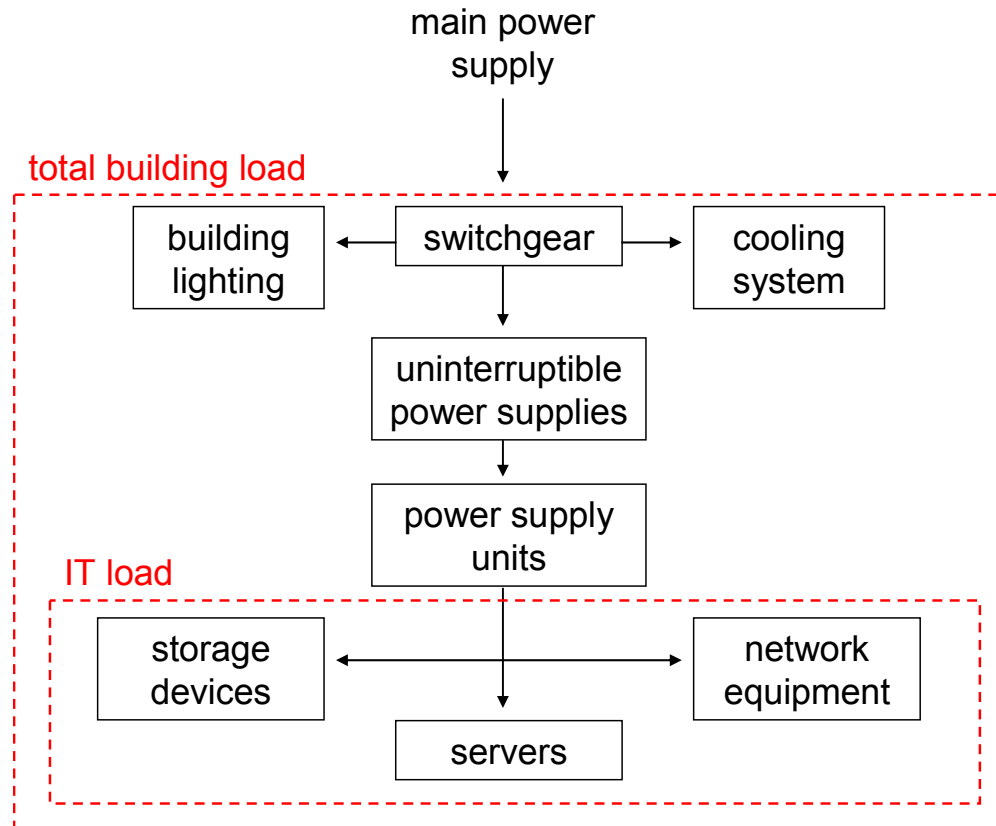 main power
supply
total building load
building
lighting
switchgear
cooling
system
uninterruptible
power supplies
power supply
units
IT load
storage
devices
network
equipment
servers